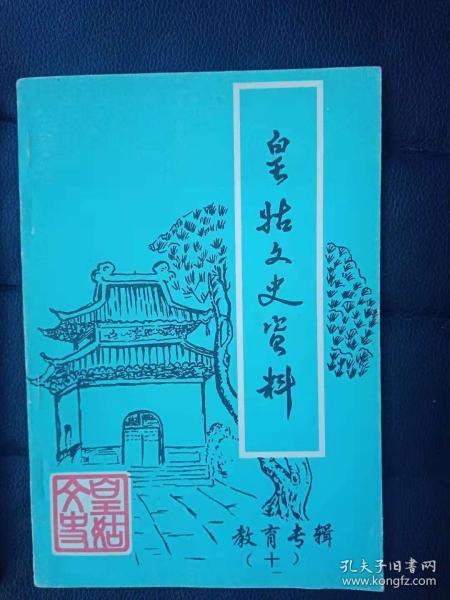 皇姑文史资料
皇姑文史
教育专辑
（十）
孔夫子旧书网
www.kongfz.com